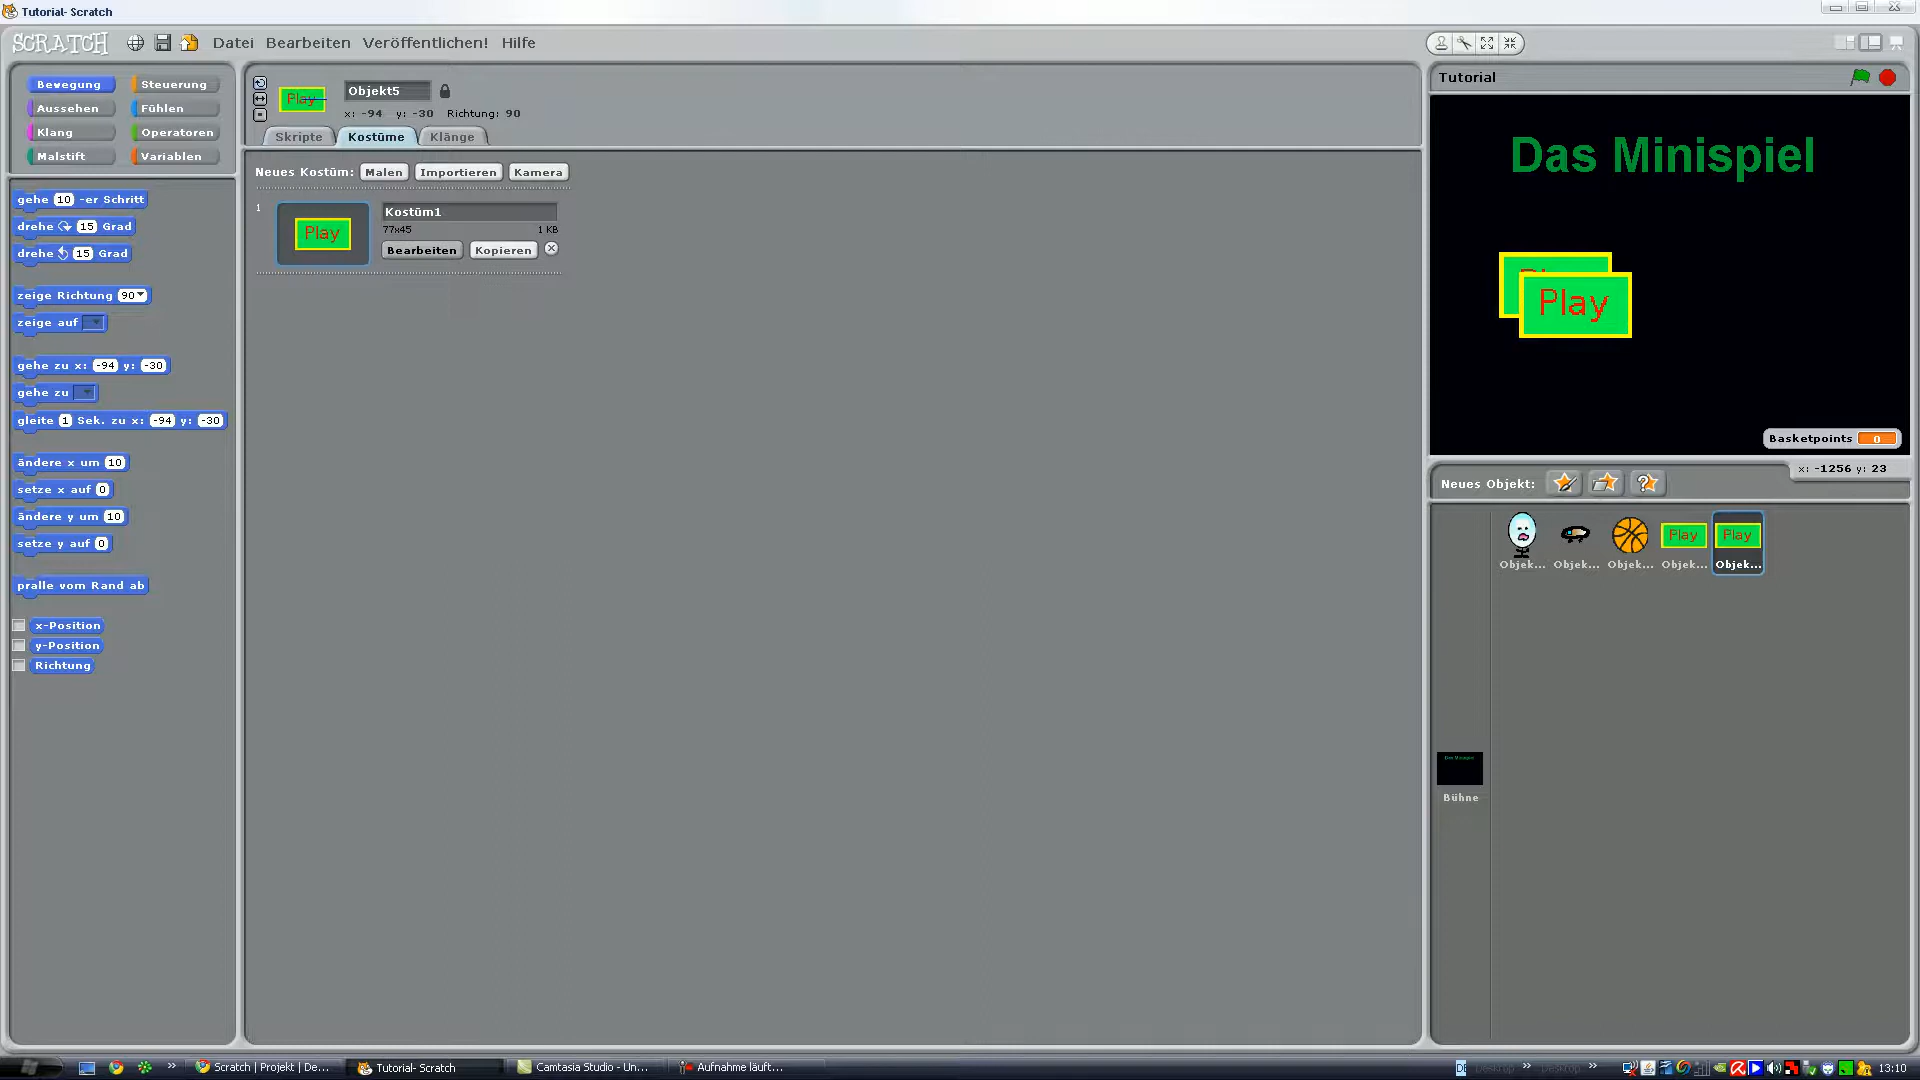 Tutorial- Scratch
SCRATCH Datei Bearbeiten Veröffentlichen! Hilfe
Bewegung Steuerung
Aussehen Fühlen
Klang Operatoren
Malstift Variablen
gehe 10 -er Schritt
drehe 15 Grad
drehe 15 Grad
zeige Richtung 90
zeige auf
gehe zu x: -94 y: -30
gehe zu
gleite 1 Sek. zu x: -94 y: -30
ändere x um 10
setze x auf 0
ändere y um 10
setze y auf 0
pralle vom Rand ab
x-Position
y-Position
Richtung
Play
Objekt5
x: -94 y: -30 Richtung: 90
Skripte Kostüme Klänge
Neues Kostüm: Malen Importieren Kamera
1
Play
Kostüm1
77x45 1 KB
Bearbeiten Kopieren
Tutorial
Das Minispiel
Play
Basketpoints 0
x: -1256 y: 23
Neues Objekt:
Play Play
Objek... Objek... Objek... Objek... Objek...
Bühne
Scratch | Projekt | De... Tutorial- Scratch Camtasia Studio - Un... Aufnahme läuft... DE Desktop » » 13:10